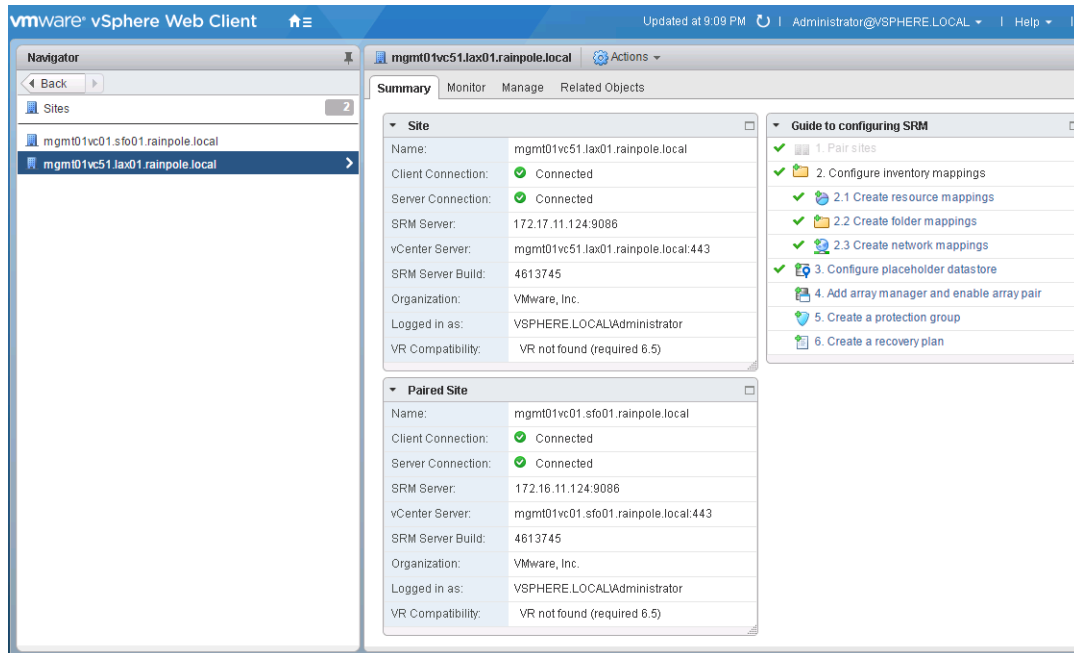 vmware® vSphere Web Client
Updated at 9:09 PM | Administrator@VSPHERE.LOCAL | Help
Navigator
Back
Sites 2
mgmt01vc01.sfo01.rainpole.local
mgmt01vc51.lax01.rainpole.local
mgmt01vc51.lax01.rainpole.local Actions
Summary Monitor Manage Related Objects
Site
Name: mgmt01vc51.lax01.rainpole.local
Client Connection: Connected
Server Connection: Connected
SRM Server: 172.17.11.124:9086
vCenter Server: mgmt01vc51.lax01.rainpole.local:443
SRM Server Build: 4613745
Organization: VMware, Inc.
Logged in as: VSPHERE.LOCAL\Administrator
VR Compatibility: VR not found (required 6.5)
Paired Site
Name: mgmt01vc01.sfo01.rainpole.local
Client Connection: Connected
Server Connection: Connected
SRM Server: 172.16.11.124:9086
vCenter Server: mgmt01vc01.sfo01.rainpole.local:443
SRM Server Build: 4613745
Organization: VMware, Inc.
Logged in as: VSPHERE.LOCAL\Administrator
VR Compatibility: VR not found (required 6.5)
Guide to configuring SRM
1. Pair sites
2. Configure inventory mappings
2.1 Create resource mappings
2.2 Create folder mappings
2.3 Create network mappings
3. Configure placeholder datastore
4. Add array manager and enable array pair
5. Create a protection group
6. Create a recovery plan